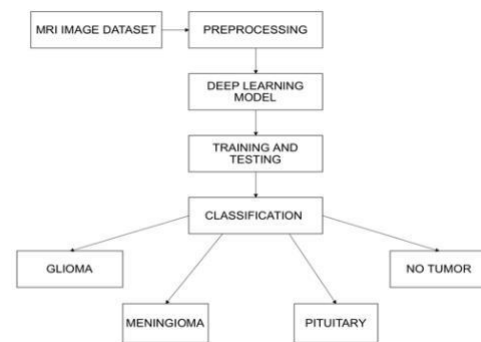 MRI IMAGE DATASET
PREPROCESSING
DEEP LEARNING
MODEL
TRAINING AND
TESTING
CLASSIFICATION
GLIOMA
NO TUMOR
MENINGIOMA
PITUITARY